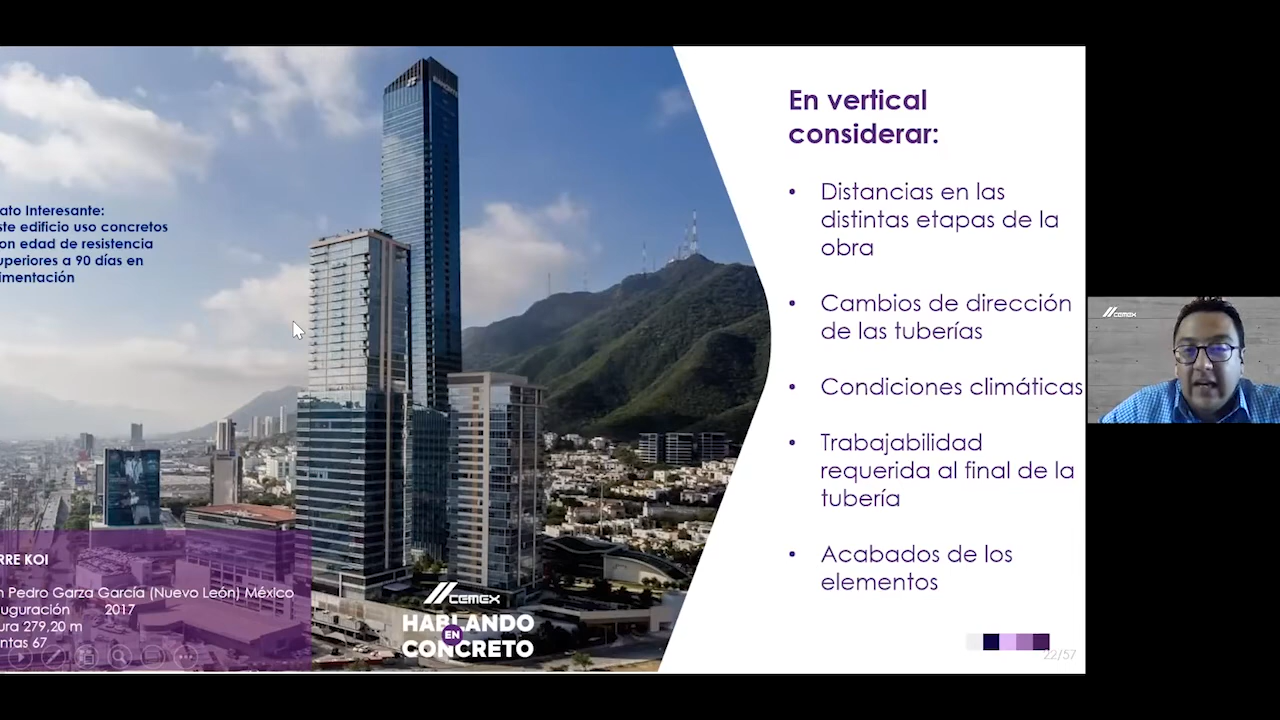 En vertical
considerar:
• Distancias en las
distintas etapas de la
obra
• Cambios de dirección
de las tuberías
• Condiciones climáticas
• Trabajabilidad
requerida al final de la
tubería
• Acabados de los
elementos
22/57
ato Interesante:
ste edificio uso concretos
on edad de resistencia
uperiores a 90 días en
imentación
RRE KOI
n Pedro Garza García (Nuevo León) México
uguración 2017
ura 279,20 m
ntas 67
CEMEX
HABLANDO
EN
CONCRETO
CEMEX